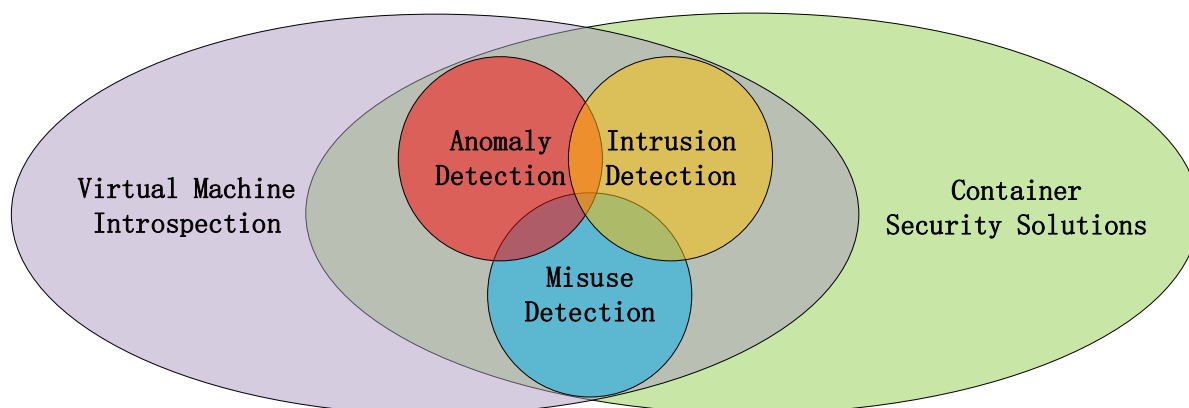 Virtual Machine
Introspection
Anomaly
Detection
Intrusion
Detection
Misuse
Detection
Container
Security Solutions